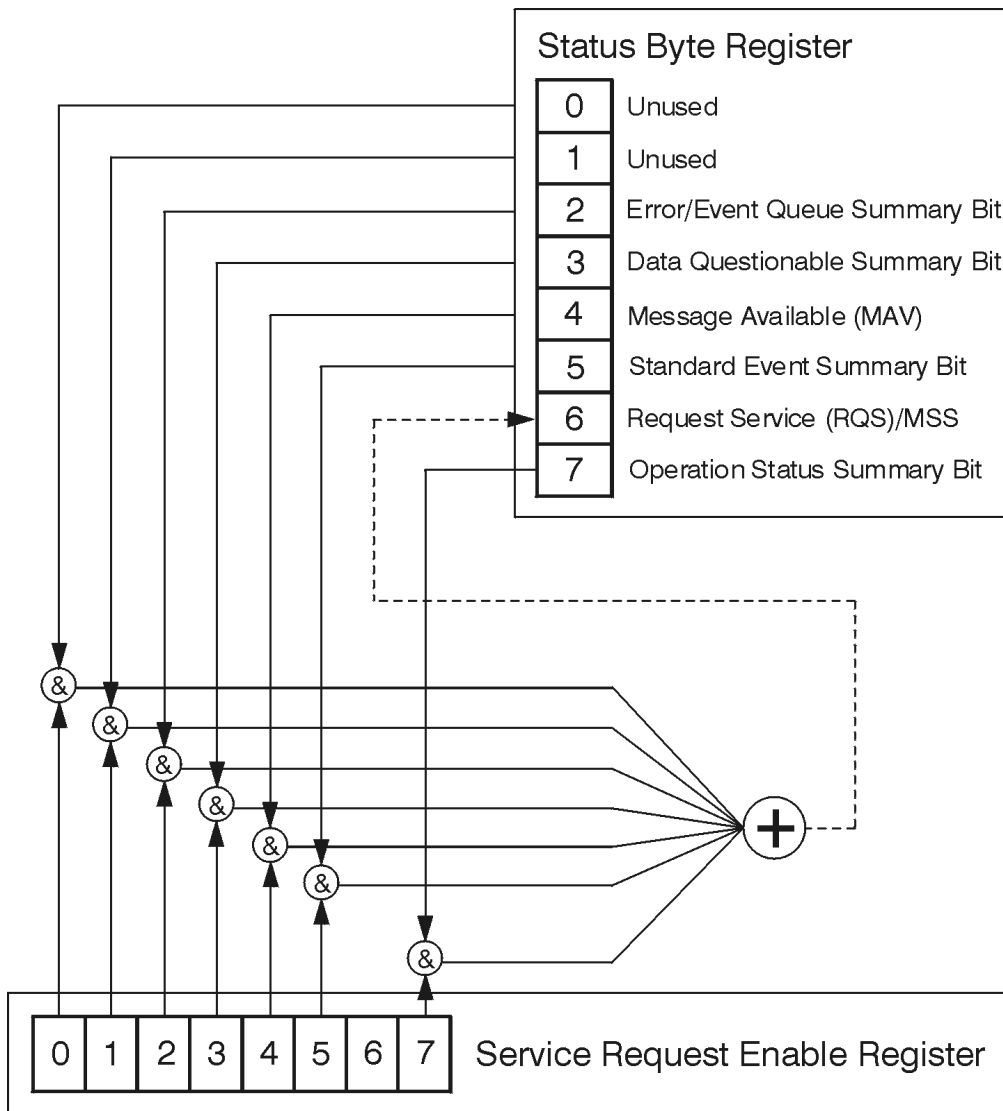 Status Byte Register
0 Unused
1 Unused
2 Error/Event Queue Summary Bit
3 Data Questionable Summary Bit
4 Message Available (MAV)
5 Standard Event Summary Bit
6 Request Service (RQS)/MSS
7 Operation Status Summary Bit
&
&
&
&
&
&
&
+
0 1 2 3 4 5 6 7 Service Request Enable Register